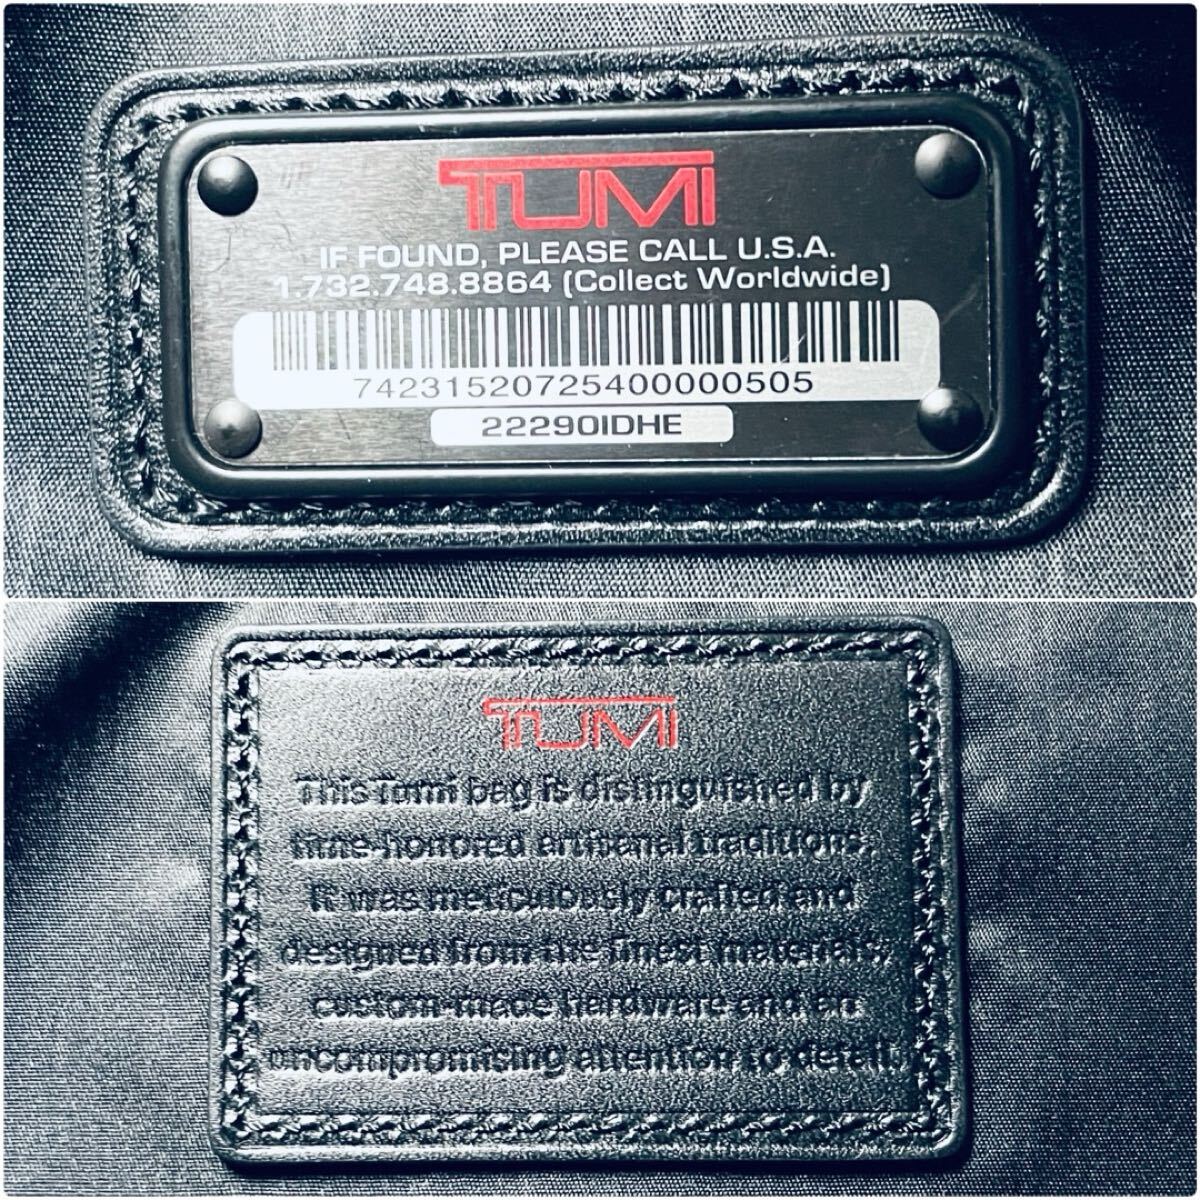 TUMI
IF FOUND, PLEASE CALL U.S.A.
1.732.748.8864 (Collect Worldwide)
74231520725400000505
22290IDHE
TUMI
This Tumi bag is distinguished by
time-honored artisanal traditions.
It was meticulously crafted and
designed from the finest materials,
custom-made hardware and an
uncompromising attention to detail.